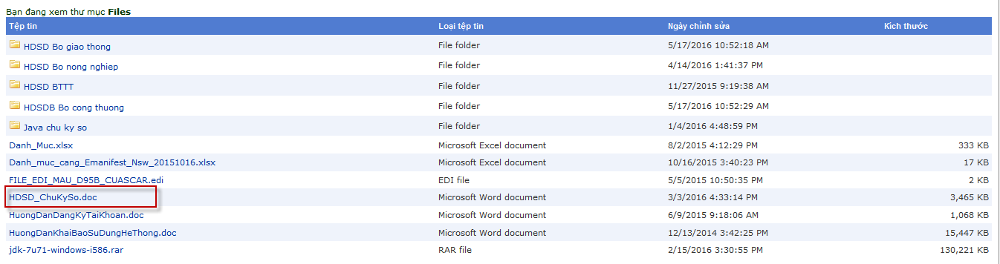 Bạn đang xem thư mục Files
Tệp tin Loại tệp tin Ngày chỉnh sửa Kích thước
HDSD Bo giao thong File folder 5/17/2016 10:52:18 AM
HDSD Bo nong nghiep File folder 4/14/2016 1:41:37 PM
HDSD BTTT File folder 11/27/2015 9:19:38 AM
HDSDB Bo cong thuong File folder 5/17/2016 10:52:29 AM
Java chu ky so File folder 1/4/2016 4:48:59 PM
Danh_Muc.xlsx Microsoft Excel document 8/2/2015 4:12:29 PM 333 KB
Danh_muc_cang_Emanifest_Nsw_20151016.xlsx Microsoft Excel document 10/16/2015 3:40:23 PM 17 KB
FILE_EDI_MAU_D95B_CUASCAR.edi EDI file 5/5/2015 10:50:35 PM 2 KB
HDSD_ChuKySo.doc Microsoft Word document 3/3/2016 4:33:14 PM 3,465 KB
HuongDanDangKyTaiKhoan.doc Microsoft Word document 6/9/2015 9:18:06 AM 1,068 KB
HuongDanKhaiBaoSuDungHeThong.doc Microsoft Word document 12/13/2014 3:42:25 PM 15,447 KB
jdk-7u71-windows-i586.rar RAR file 2/15/2016 3:30:55 PM 130,221 KB